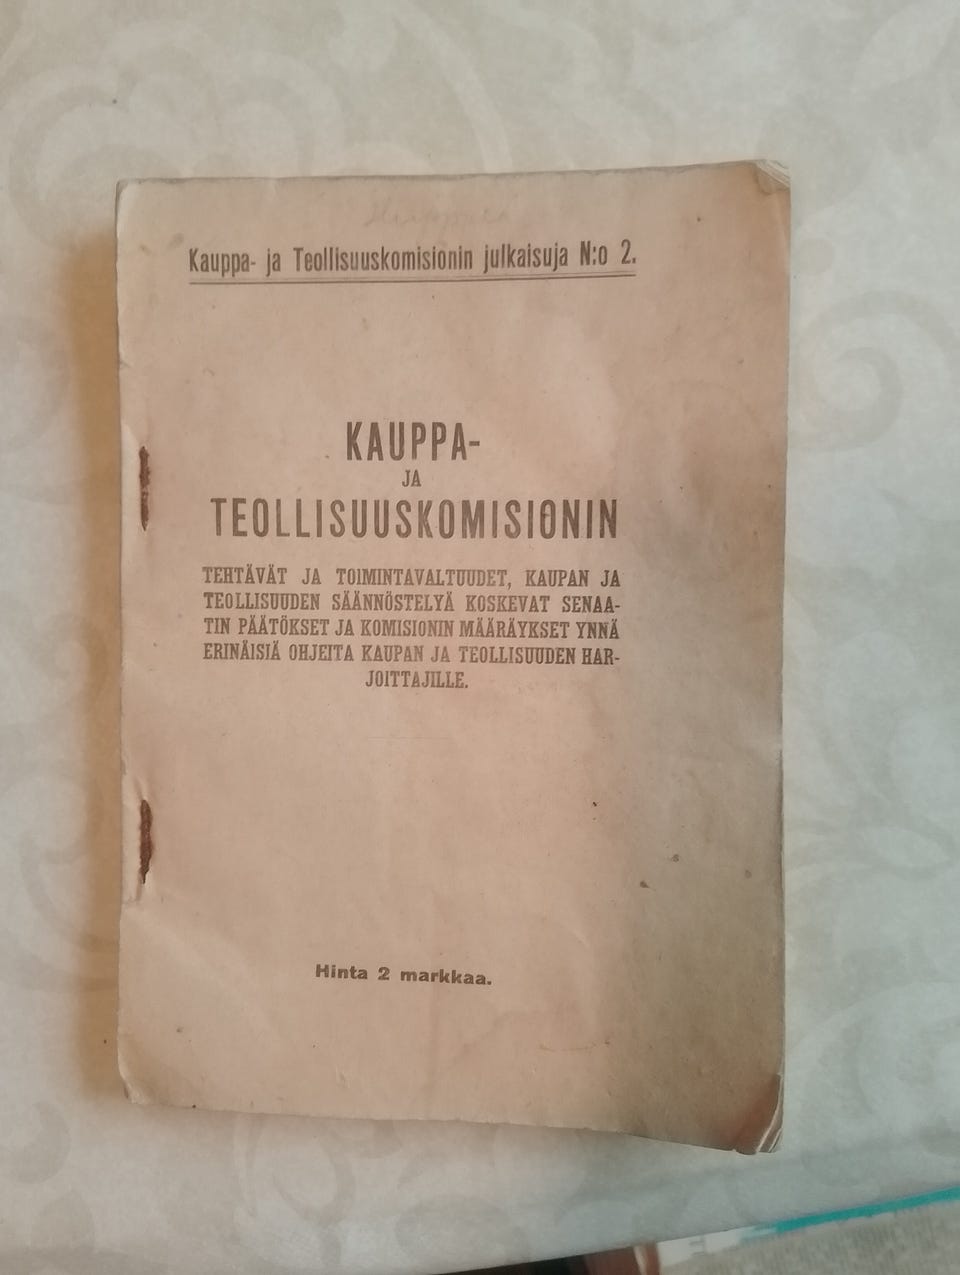 Kauppa- ja Teollisuuskomisionin julkaisuja N:o 2.
KAUPPA-
JA
TEOLLISUUSKOMISIONIN
TEHTÄVÄT JA TOIMINTAVALTUUDET, KAUPAN JA
TEOLLISUUDEN SÄÄNNÖSTELYÄ KOSKEVAT SENAA-
TIN PÄÄTÖKSET JA KOMISIONIN MÄÄRÄYKSET YNNÄ
ERINÄISIÄ OHJEITA KAUPAN JA TEOLLISUUDEN HAR-
JOITTAJILLE.
Hinta 2 markkaa.